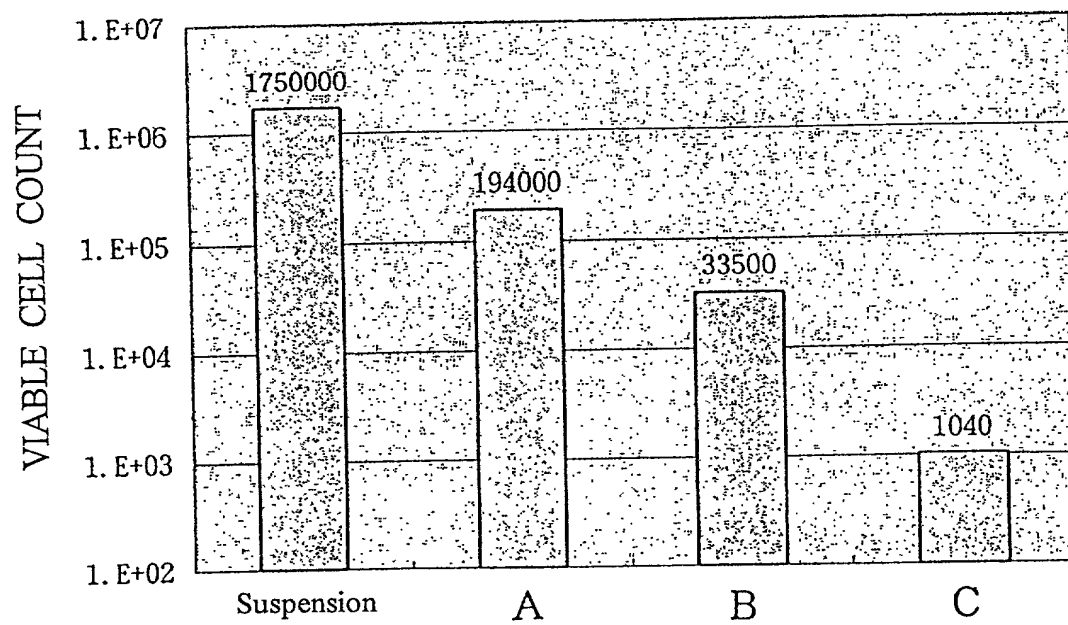 1. E+07
1750000
1. E+06
194000
1. E+05
33500
1. E+04
1040
1. E+03
1. E+02
VIABLE CELL COUNT
Suspension A B C